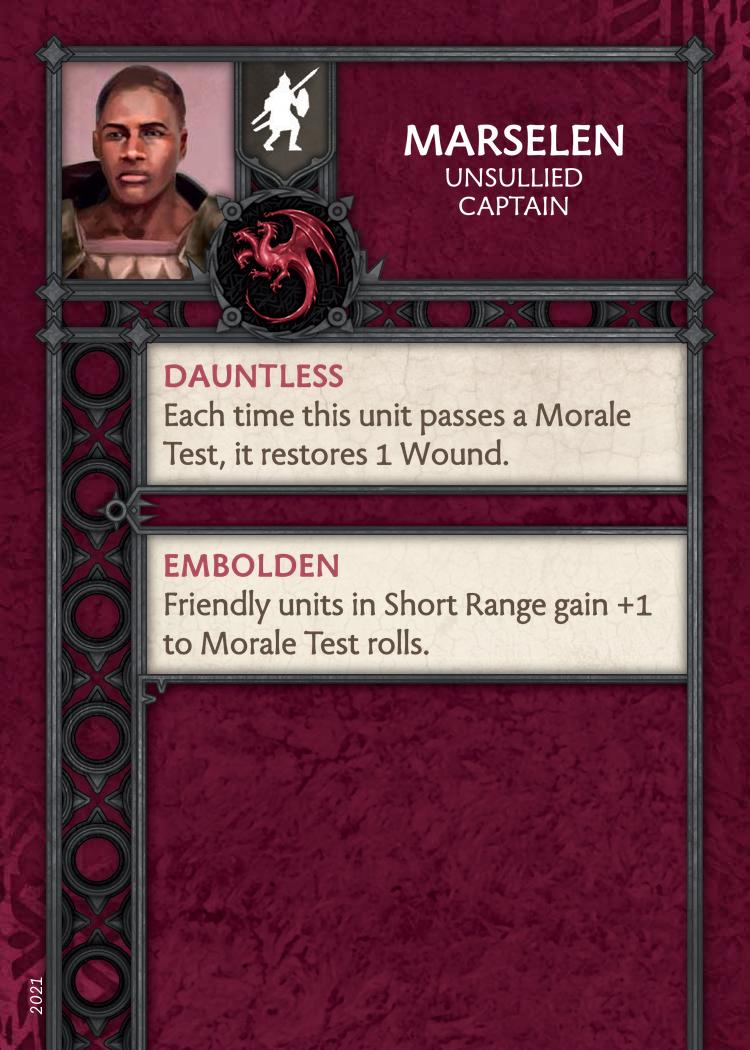 MARSELEN
UNSULLIED
CAPTAIN
DAUNTLESS
Each time this unit passes a Morale
Test, it restores 1 Wound.
EMBOLDEN
Friendly units in Short Range gain +1
to Morale Test rolls.
2021